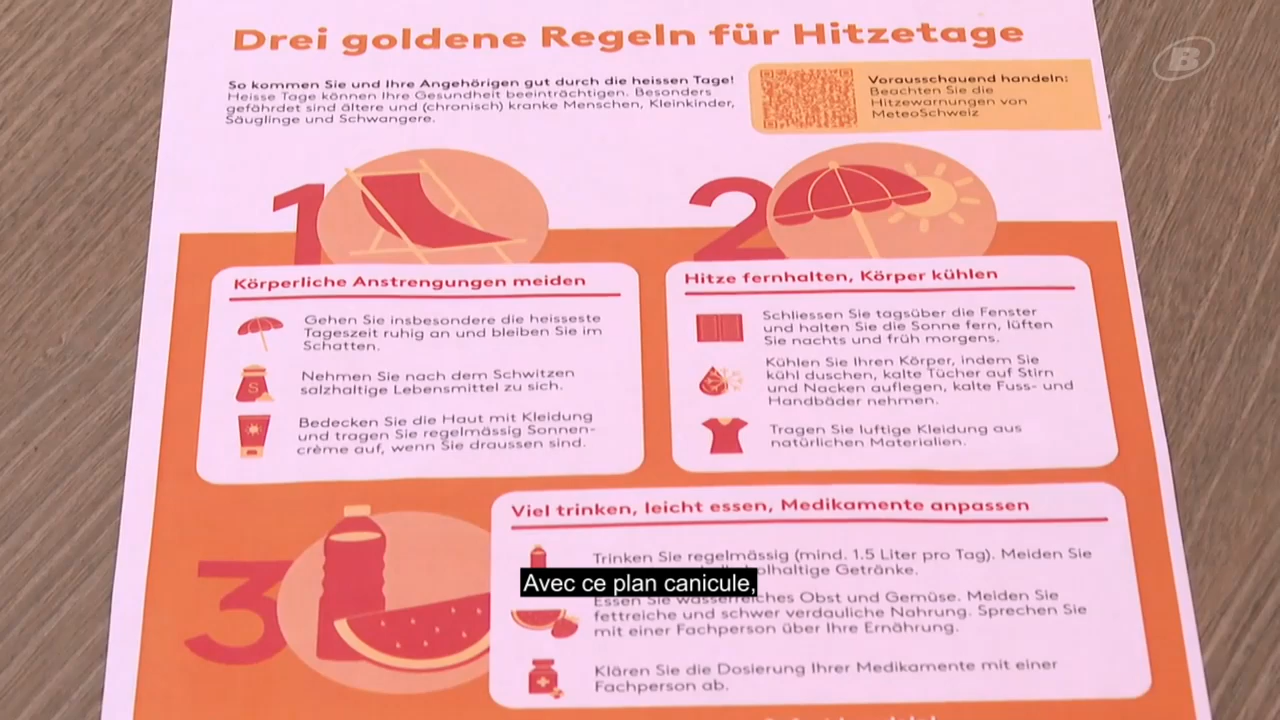 Drei goldene Regeln für Hitzetage
So kommen Sie und Ihre Angehörigen gut durch die heissen Tage!
Heisse Tage können Ihre Gesundheit beeinträchtigen. Besonders
gefährdet sind ältere und (chronisch) kranke Menschen, Kleinkinder,
Säuglinge und Schwangere.
Vorausschauend handeln:
Beachten Sie die
Hitzewarnungen von
MeteoSchweiz
B
1
Körperliche Anstrengungen meiden
Gehen Sie insbesondere die heisseste
Tageszeit ruhig an und bleiben Sie im
Schatten.
Nehmen Sie nach dem Schwitzen
salzhaltige Lebensmittel zu sich.
S
Bedecken Sie die Haut mit Kleidung
und tragen Sie regelmässig Sonnen-
crème auf, wenn Sie draussen sind.
2
Hitze fernhalten, Körper kühlen
Schliessen Sie tagsüber die Fenster
und halten Sie die Sonne fern, lüften
Sie nachts und früh morgens.
Kühlen Sie Ihren Körper, indem Sie
kühl duschen, kalte Tücher auf Stirn
und Nacken auflegen, kalte Fuss- und
Handbäder nehmen.
Tragen Sie luftige Kleidung aus
natürlichen Materialien.
3
Viel trinken, leicht essen, Medikamente anpassen
Trinken Sie regelmässig (mind. 1.5 Liter pro Tag). Meiden Sie
Getränke.
Avec ce plan canicule,
Essen Sie wasserreiches Obst und Gemüse. Meiden Sie
fettreiche und schwer verdauliche Nahrung. Sprechen Sie
mit einer Fachperson über Ihre Ernährung.
Klären Sie die Dosierung Ihrer Medikamente mit einer
Fachperson ab.